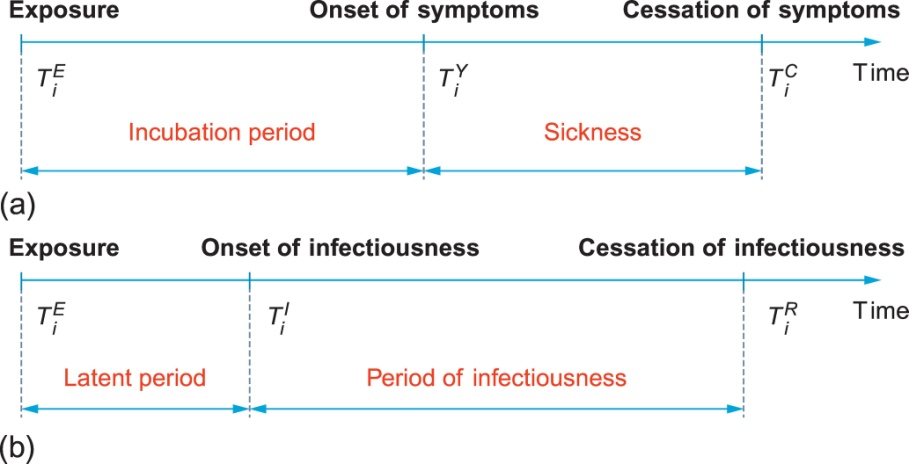 Exposure Onset of symptoms Cessation of symptoms
T_i^E T_i^Y T_i^C Time
Incubation period Sickness
(a)
Exposure Onset of infectiousness Cessation of infectiousness
T_i^E T_i^I T_i^R Time
Latent period Period of infectiousness
(b)